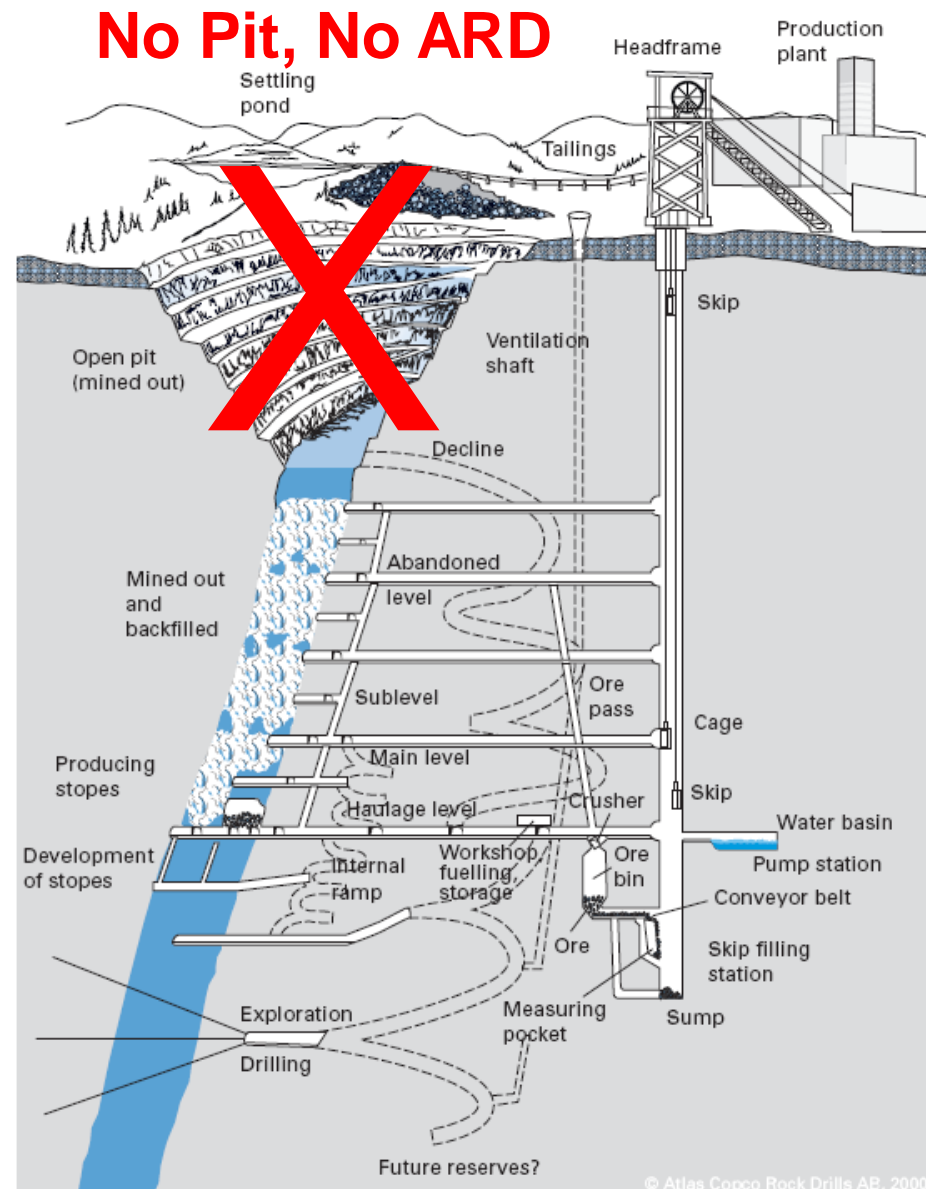 No Pit, No ARD
Headframe
Production
plant
Settling
pond
Tailings
Skip
Ventilation
shaft
Open pit
(mined out)
Decline
Abandoned
level
Mined out
and
backfilled
Ore
pass
Sublevel
Cage
Main level
Producing
stopes
Skip
Crusher
Haulage level
Water basin
Development
of stopes
Internal
ramp
Workshop,
fuelling,
storage
Ore
bin
Pump station
Conveyor belt
Ore
Skip filling
station
Exploration
Drilling
Measuring
pocket
Sump
Future reserves?
© Atlas Copco Rock Drills AB, 2000